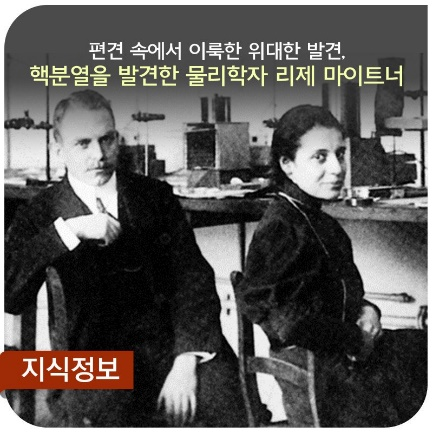 편견 속에서 이룩한 위대한 발견,
핵분열을 발견한 물리학자 리제 마이트너
지식정보